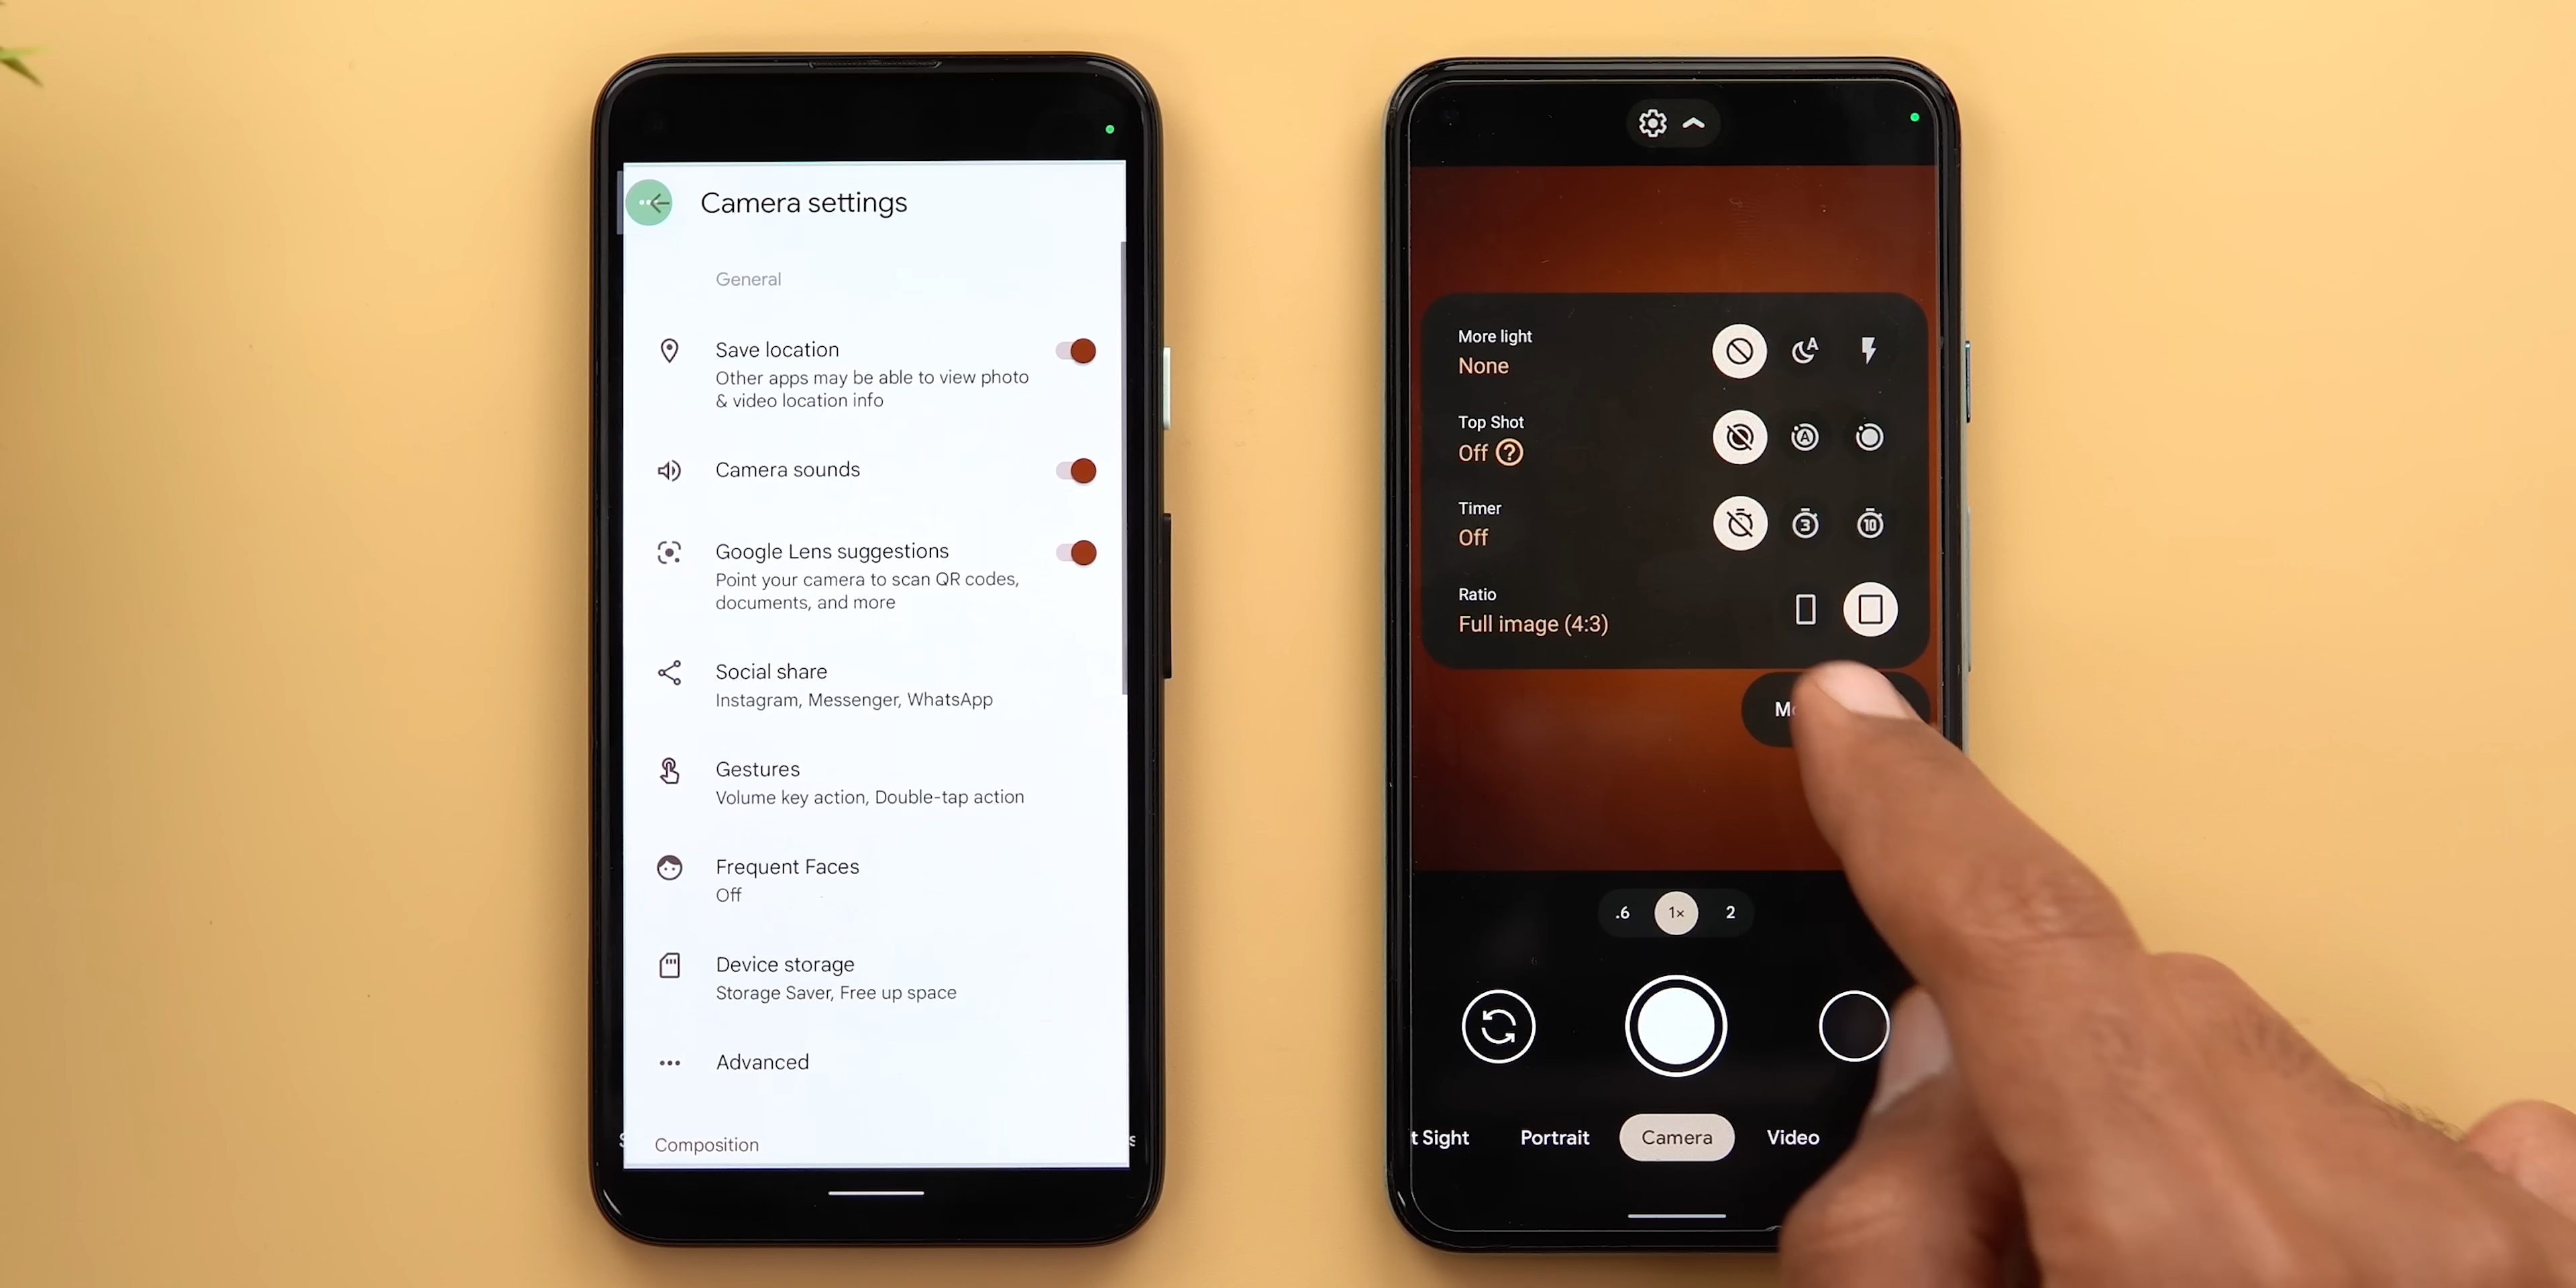 Camera settings
General
Save location
Other apps may be able to view photo
& video location info
Camera sounds
Google Lens suggestions
Point your camera to scan QR codes,
documents, and more
Social share
Instagram, Messenger, WhatsApp
Gestures
Volume key action, Double-tap action
Frequent Faces
Off
Device storage
Storage Saver, Free up space
Advanced
Composition
More light
None
A
Top Shot
Off ?
A
Timer
Off
3 10
Ratio
Full image (4:3)
.6 1× 2
t Sight Portrait Camera Video